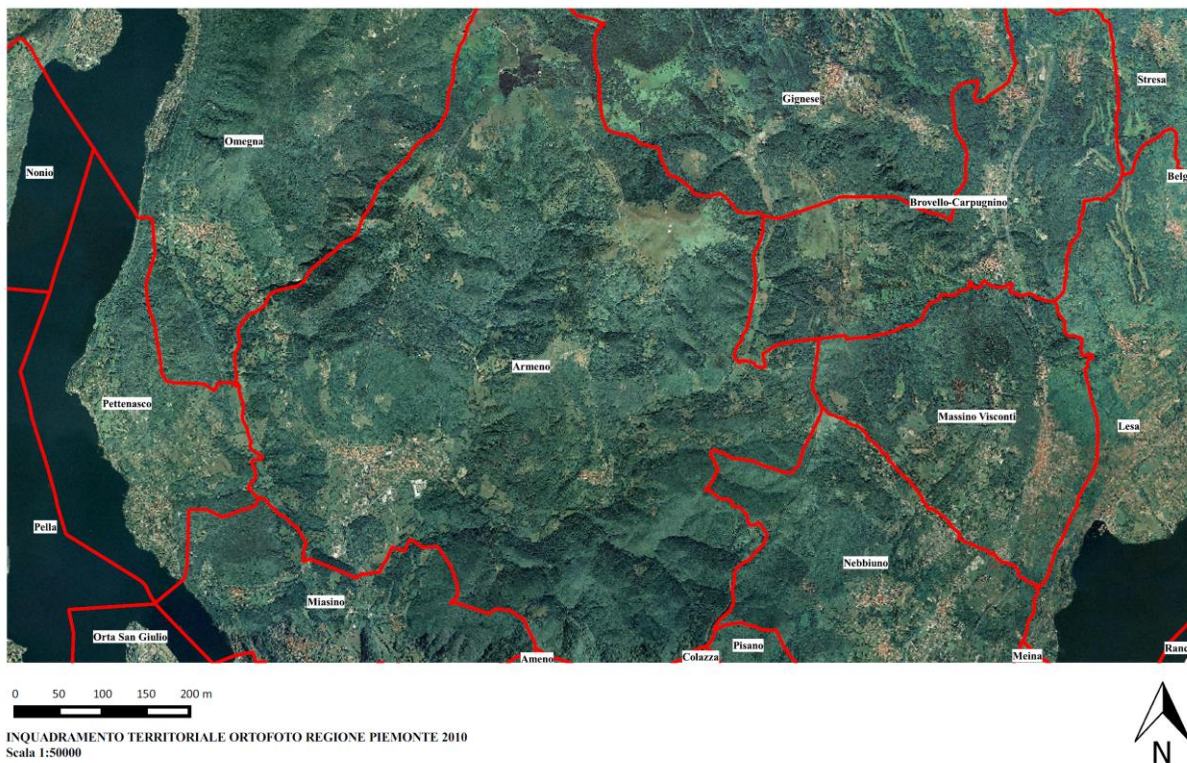 Stresa
Gignese
Omegna
Nonio
Belg
Brovello-Carpugnino
Armeno
Pettenasco
Massino Visconti
Lesa
Pella
Nebbiuno
Miasino
Orta San Giulio
Pisano
Ameno
Colazza
Meina
Ranc
0 50 100 150 200 m
INQUADRAMENTO TERRITORIALE ORTOFOTO REGIONE PIEMONTE 2010
Scala 1:50000
N